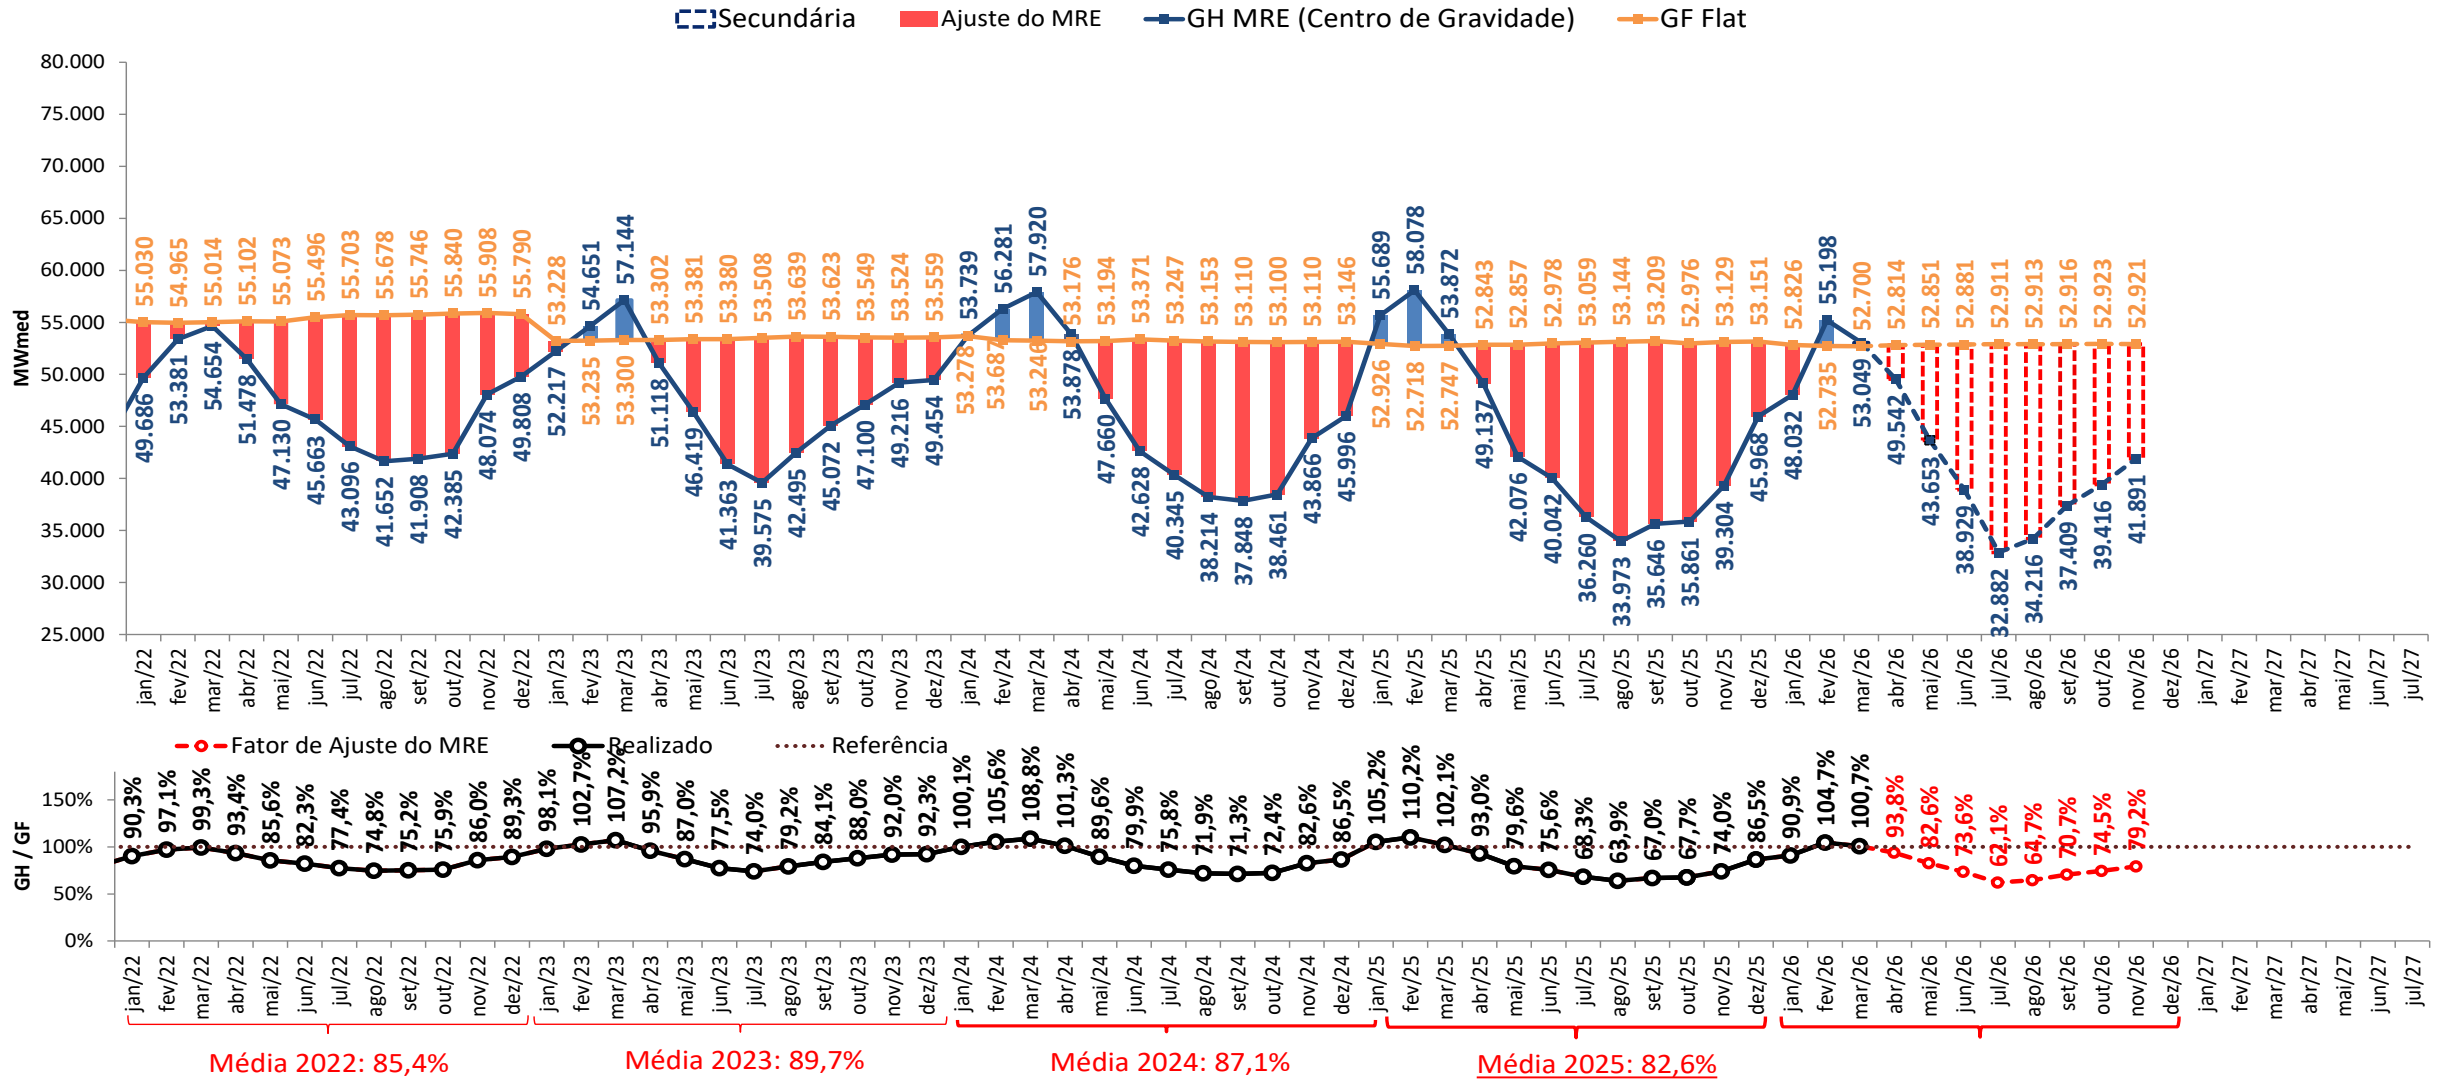 Secundária Ajuste do MRE GH MRE (Centro de Gravidade) GF Flat
MWmed
80.000
75.000
70.000
65.000
60.000
55.000
50.000
45.000
40.000
35.000
30.000
25.000
55.030 54.965 55.014 55.102 55.073 55.496 55.703 55.678 55.746 55.840 55.908 55.790 53.228 53.235 53.300 53.302 53.381 53.380 53.508 53.639 53.623 53.549 53.524 53.559 53.278 53.687 53.246 53.176 53.194 53.371 53.247 53.153 53.110 53.100 53.110 53.146 52.926 52.718 52.747 52.843 52.857 52.978 53.059 53.144 53.209 52.976 53.129 53.151 52.826 52.735 52.700 52.814 52.851 52.881 52.911 52.913 52.916 52.923 52.921
49.686 53.381 54.654 51.478 47.130 45.663 43.096 41.652 41.908 42.385 48.074 49.808 52.217 54.651 57.144 51.118 46.419 41.363 39.575 42.495 45.072 47.100 49.216 49.454 53.739 56.281 57.920 53.878 47.660 42.628 40.345 38.214 37.848 38.461 43.866 45.996 55.689 58.078 53.872 49.137 42.076 40.042 36.260 33.973 35.646 35.861 39.304 45.968 48.032 55.198 53.049 49.542 43.653 38.929 32.882 34.216 37.409 39.416 41.891
jan/22 fev/22 mar/22 abr/22 mai/22 jun/22 jul/22 ago/22 set/22 out/22 nov/22 dez/22 jan/23 fev/23 mar/23 abr/23 mai/23 jun/23 jul/23 ago/23 set/23 out/23 nov/23 dez/23 jan/24 fev/24 mar/24 abr/24 mai/24 jun/24 jul/24 ago/24 set/24 out/24 nov/24 dez/24 jan/25 fev/25 mar/25 abr/25 mai/25 jun/25 jul/25 ago/25 set/25 out/25 nov/25 dez/25 jan/26 fev/26 mar/26 abr/26 mai/26 jun/26 jul/26 ago/26 set/26 out/26 nov/26 dez/26 jan/27 fev/27 mar/27 abr/27 mai/27 jun/27 jul/27
Fator de Ajuste do MRE Realizado Referência
GH / GF
150%
100%
50%
0%
90,3% 97,1% 99,3% 93,4% 85,6% 82,3% 77,4% 74,8% 75,2% 75,9% 86,0% 89,3% 98,1% 102,7% 107,2% 95,9% 87,0% 77,5% 74,0% 79,2% 84,1% 88,0% 92,0% 92,3% 100,1% 105,6% 108,8% 101,3% 89,6% 79,9% 75,8% 71,9% 71,3% 72,4% 82,6% 86,5% 105,2% 110,2% 102,1% 93,0% 79,6% 75,6% 68,3% 63,9% 67,0% 67,7% 74,0% 86,5% 90,9% 104,7% 100,7% 93,8% 82,6% 73,6% 62,1% 64,7% 70,7% 74,5% 79,2%
jan/22 fev/22 mar/22 abr/22 mai/22 jun/22 jul/22 ago/22 set/22 out/22 nov/22 dez/22 jan/23 fev/23 mar/23 abr/23 mai/23 jun/23 jul/23 ago/23 set/23 out/23 nov/23 dez/23 jan/24 fev/24 mar/24 abr/24 mai/24 jun/24 jul/24 ago/24 set/24 out/24 nov/24 dez/24 jan/25 fev/25 mar/25 abr/25 mai/25 jun/25 jul/25 ago/25 set/25 out/25 nov/25 dez/25 jan/26 fev/26 mar/26 abr/26 mai/26 jun/26 jul/26 ago/26 set/26 out/26 nov/26 dez/26 jan/27 fev/27 mar/27 abr/27 mai/27 jun/27 jul/27
Média 2022: 85,4% Média 2023: 89,7% Média 2024: 87,1% Média 2025: 82,6%